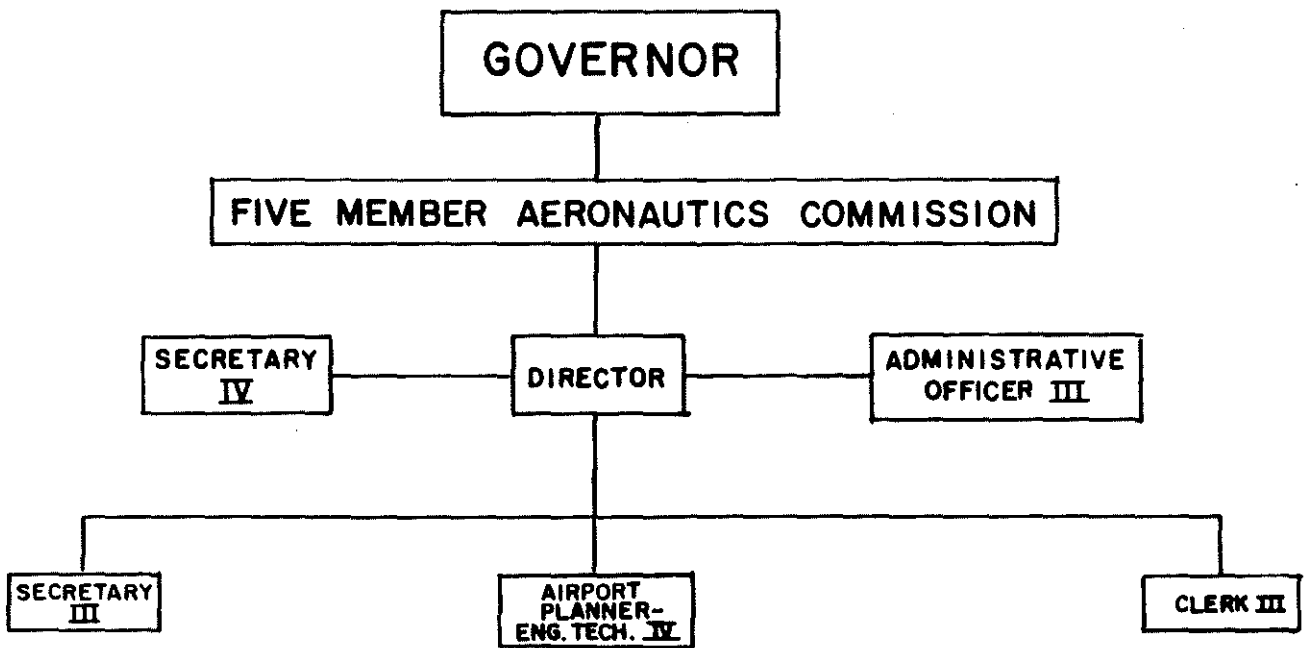 GOVERNOR
FIVE MEMBER AERONAUTICS COMMISSION
SECRETARY
IV
DIRECTOR
ADMINISTRATIVE
OFFICER III
SECRETARY
III
AIRPORT
PLANNER-
ENG. TECH. IV
CLERK III